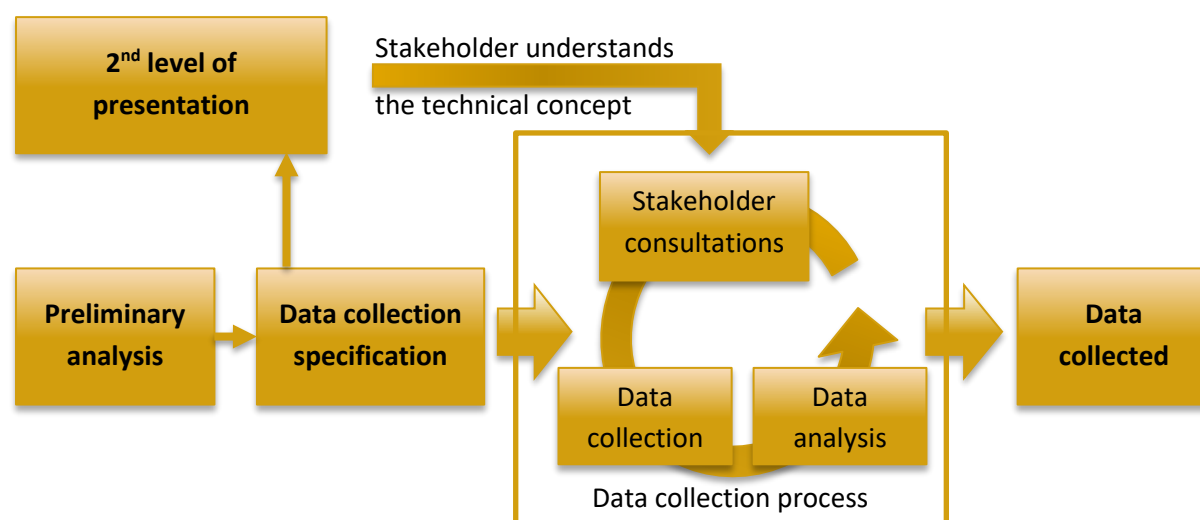 2nd level of
presentation
Stakeholder understands
the technical concept
Stakeholder
consultations
Preliminary
analysis
Data collection
specification
Data
collected
Data
collection
Data
analysis
Data collection process